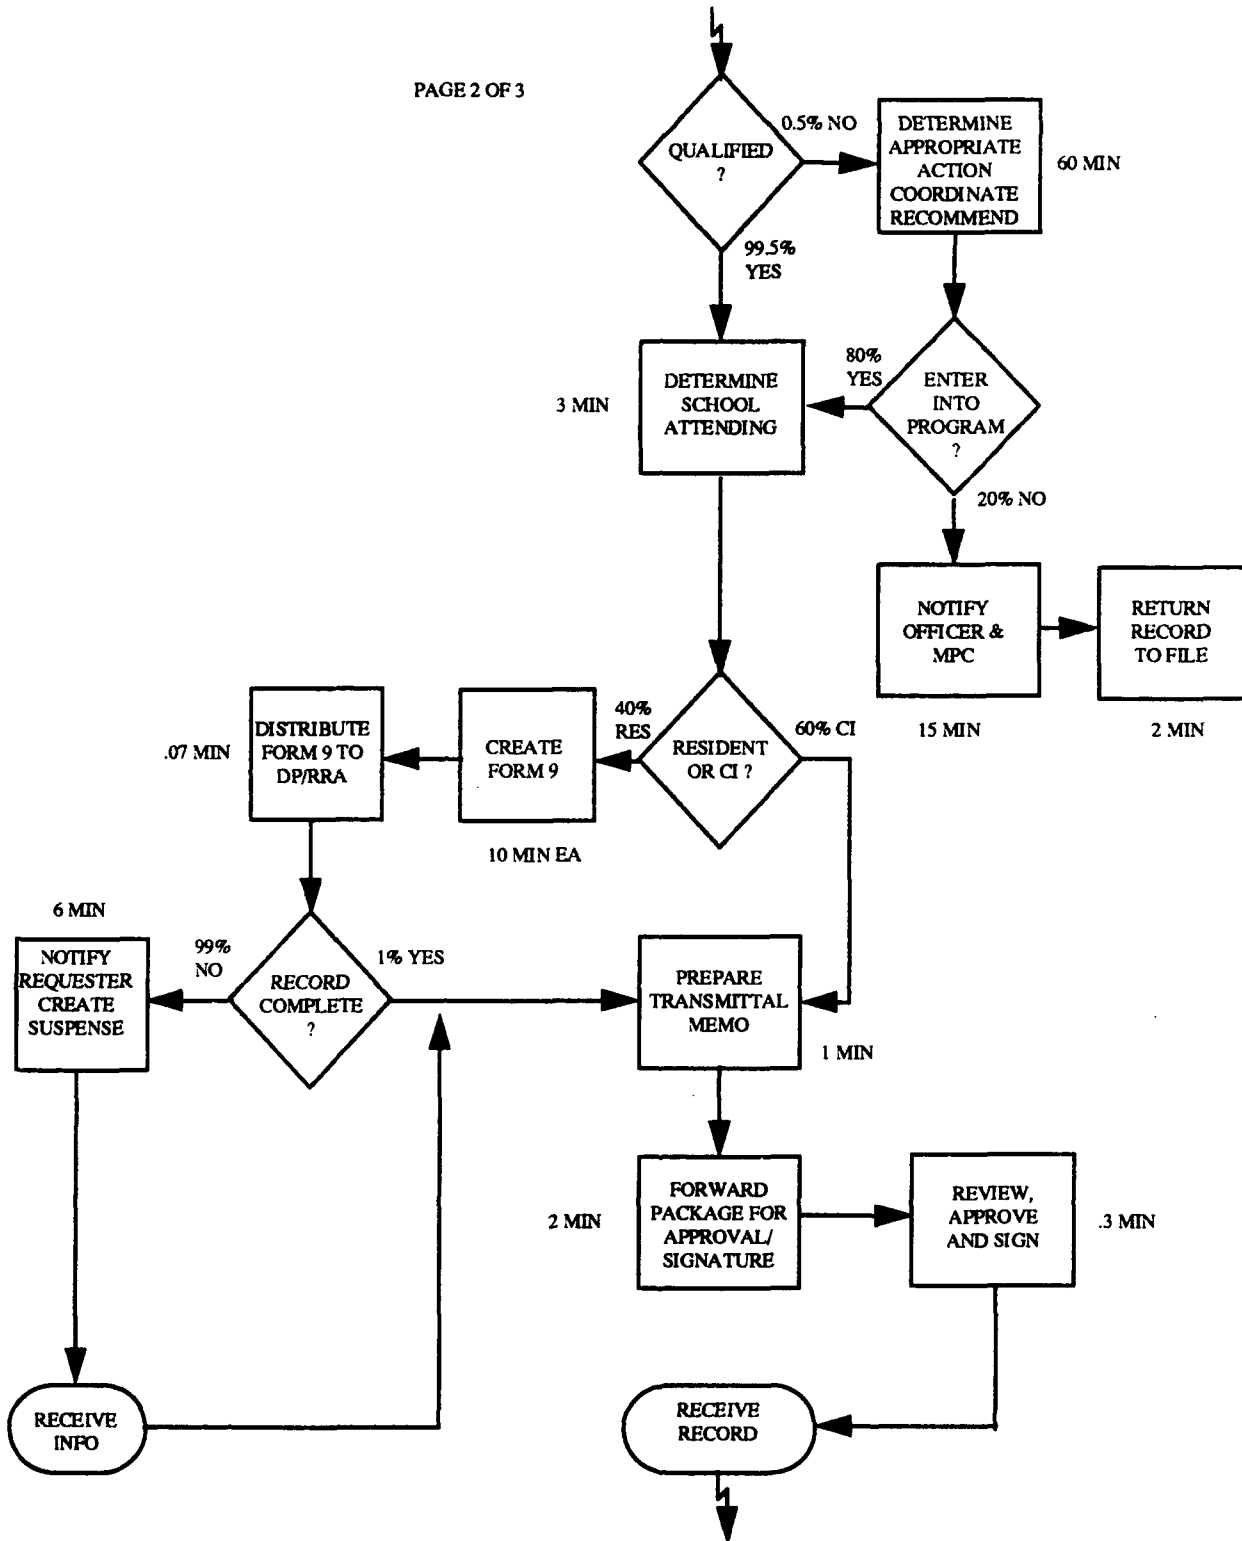 PAGE 2 OF 3
QUALIFIED
?
0.5% NO
DETERMINE
APPROPRIATE
ACTION
COORDINATE
RECOMMEND
60 MIN
99.5%
YES
3 MIN
DETERMINE
SCHOOL
ATTENDING
80%
YES
ENTER
INTO
PROGRAM
?
20% NO
NOTIFY
OFFICER &
MPC
15 MIN
RETURN
RECORD
TO FILE
2 MIN
RESIDENT
OR CI ?
40%
RES
60% CI
CREATE
FORM 9
10 MIN EA
DISTRIBUTE
FORM 9 TO
DP/RRA
.07 MIN
RECORD
COMPLETE
?
99%
NO
1% YES
6 MIN
NOTIFY
REQUESTER
CREATE
SUSPENSE
PREPARE
TRANSMITTAL
MEMO
1 MIN
2 MIN
FORWARD
PACKAGE FOR
APPROVAL/
SIGNATURE
REVIEW,
APPROVE
AND SIGN
.3 MIN
RECEIVE
INFO
RECEIVE
RECORD